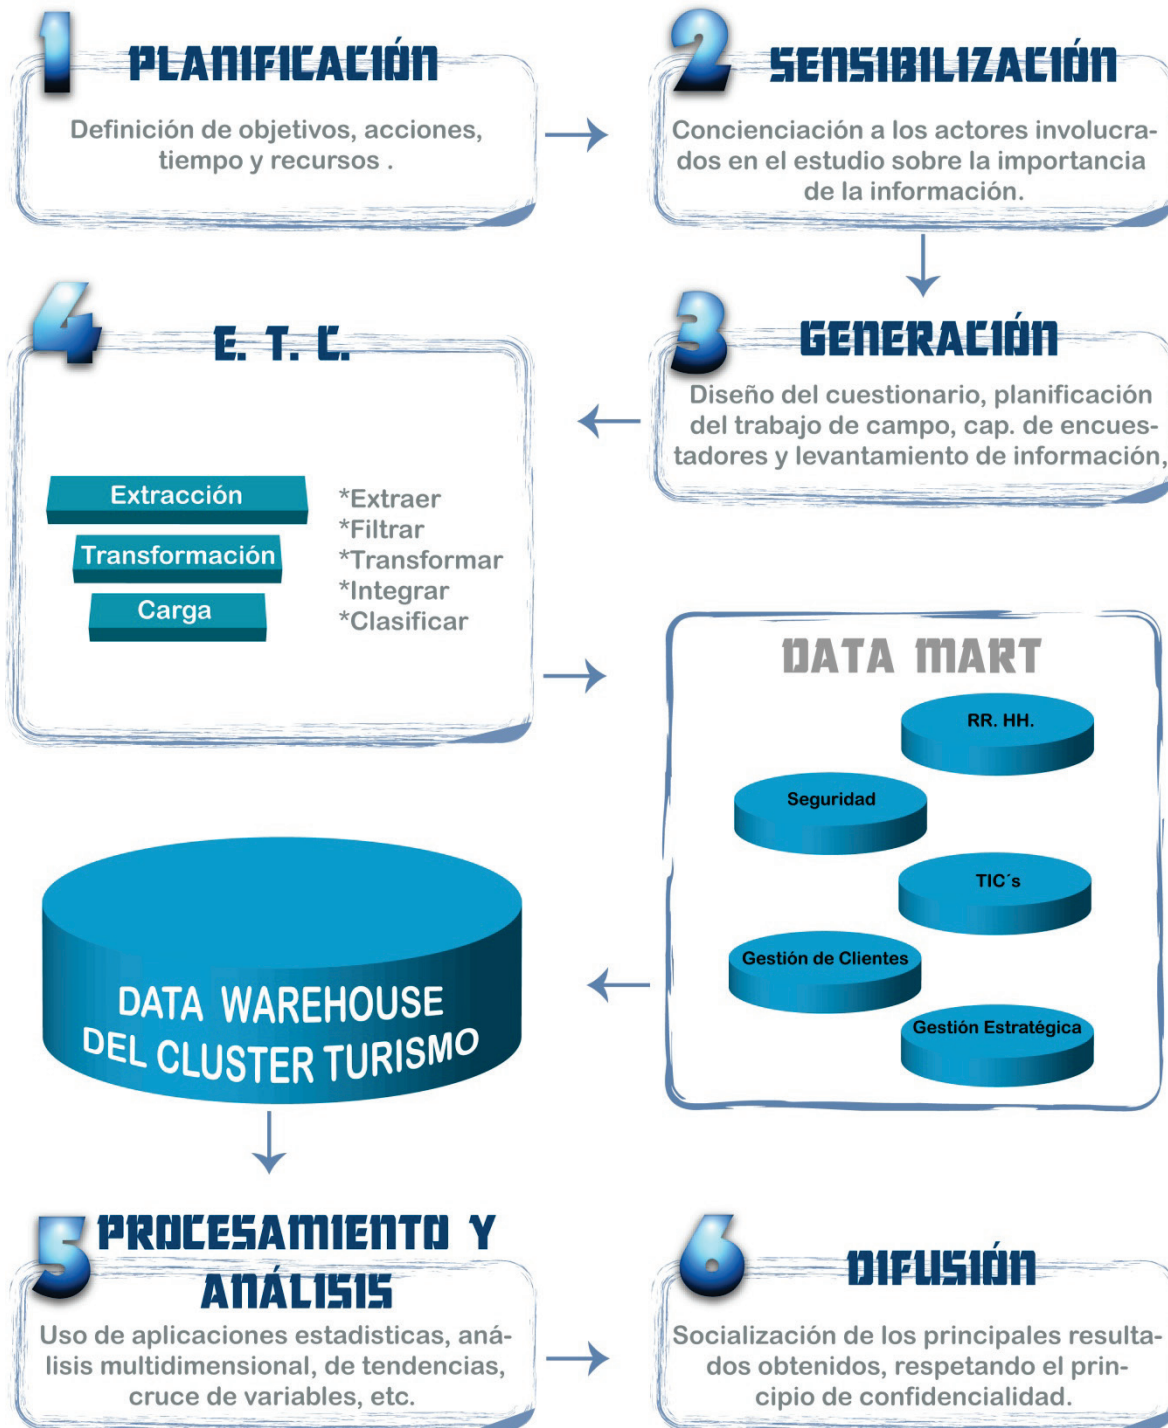 1 PLANIFICACIÓN
Definición de objetivos, acciones,
tiempo y recursos .
2 SENSIBILIZACIÓN
Concienciación a los actores involucra-
dos en el estudio sobre la importancia
de la información.
3 GENERACIÓN
Diseño del cuestionario, planificación
del trabajo de campo, cap. de encues-
tadores y levantamiento de información,
4 E. T. C.
Extracción
Transformación
Carga
*Extraer
*Filtrar
*Transformar
*Integrar
*Clasificar
DATA MART
RR. HH.
Seguridad
TIC´s
Gestión de Clientes
Gestión Estratégica
DATA WAREHOUSE
DEL CLUSTER TURISMO
5 PROCESAMIENTO Y
ANÁLISIS
Uso de aplicaciones estadisticas, aná-
lisis multidimensional, de tendencias,
cruce de variables, etc.
6 DIFUSIÓN
Socialización de los principales resulta-
dos obtenidos, respetando el prin-
cipio de confidencialidad.